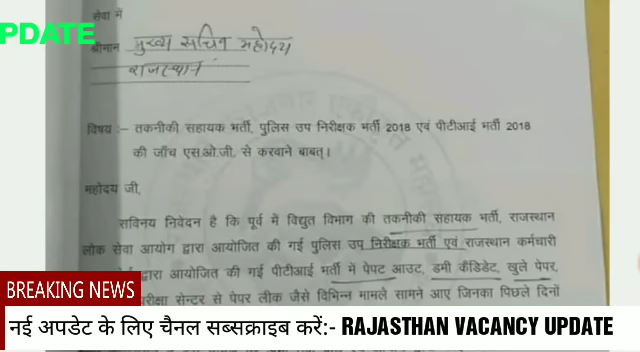 सेवा में
PDATE
श्रीमान मुख्य सचिव महोदय
राजस्थान
विषय :– तकनीकी सहायक भर्ती, पुलिस उप निरीक्षक भर्ती 2018 एवं पीटीआई भर्ती 2018
की जाँच एस.ओ.जी. से करवाने बाबत्।
महोदय जी,
सविनय निवेदन है कि पूर्व में विद्युत विभाग की तकनीकी सहायक भर्ती, राजस्थान
लोक सेवा आयोग द्वारा आयोजित की गई पुलिस उप निरीक्षक भर्ती एवं राजस्थान कर्मचारी
द्वारा आयोजित की गई पीटीआई भर्ती में पेपट आउट, डमी कैंडिडेट, खुले पेपर,
सेन्टर से पेपर लीक जैसे विभिन्न मामले सामने आए जिनका पिछले दिनों
BREAKING NEWS
नई अपडेट के लिए चैनल सब्सक्राइब करें:- RAJASTHAN VACANCY UPDATE